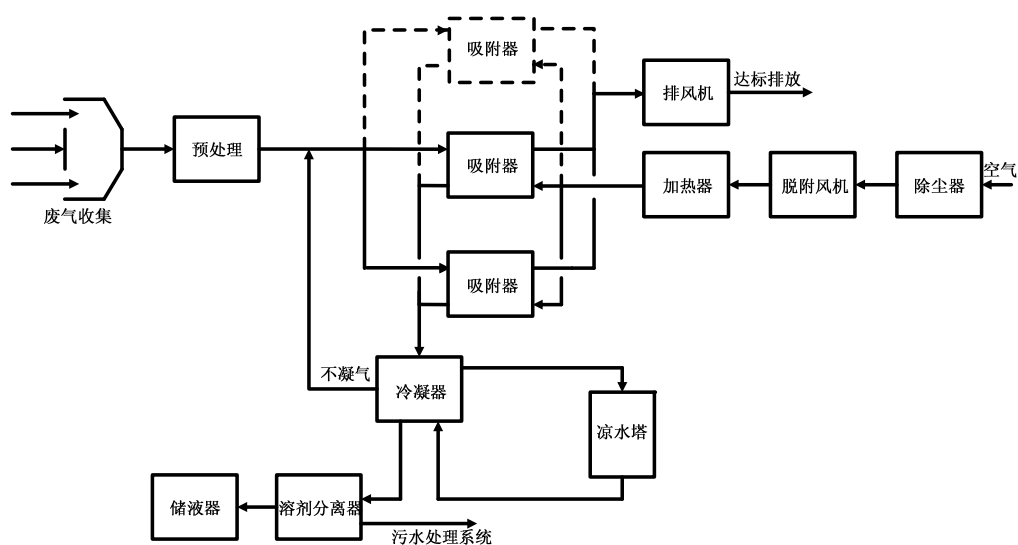 吸附器
达标排放
排风机
预处理
吸附器
空气
加热器
脱附风机
除尘器
废气收集
吸附器
不凝气
冷凝器
凉水塔
储液器
溶剂分离器
污水处理系统